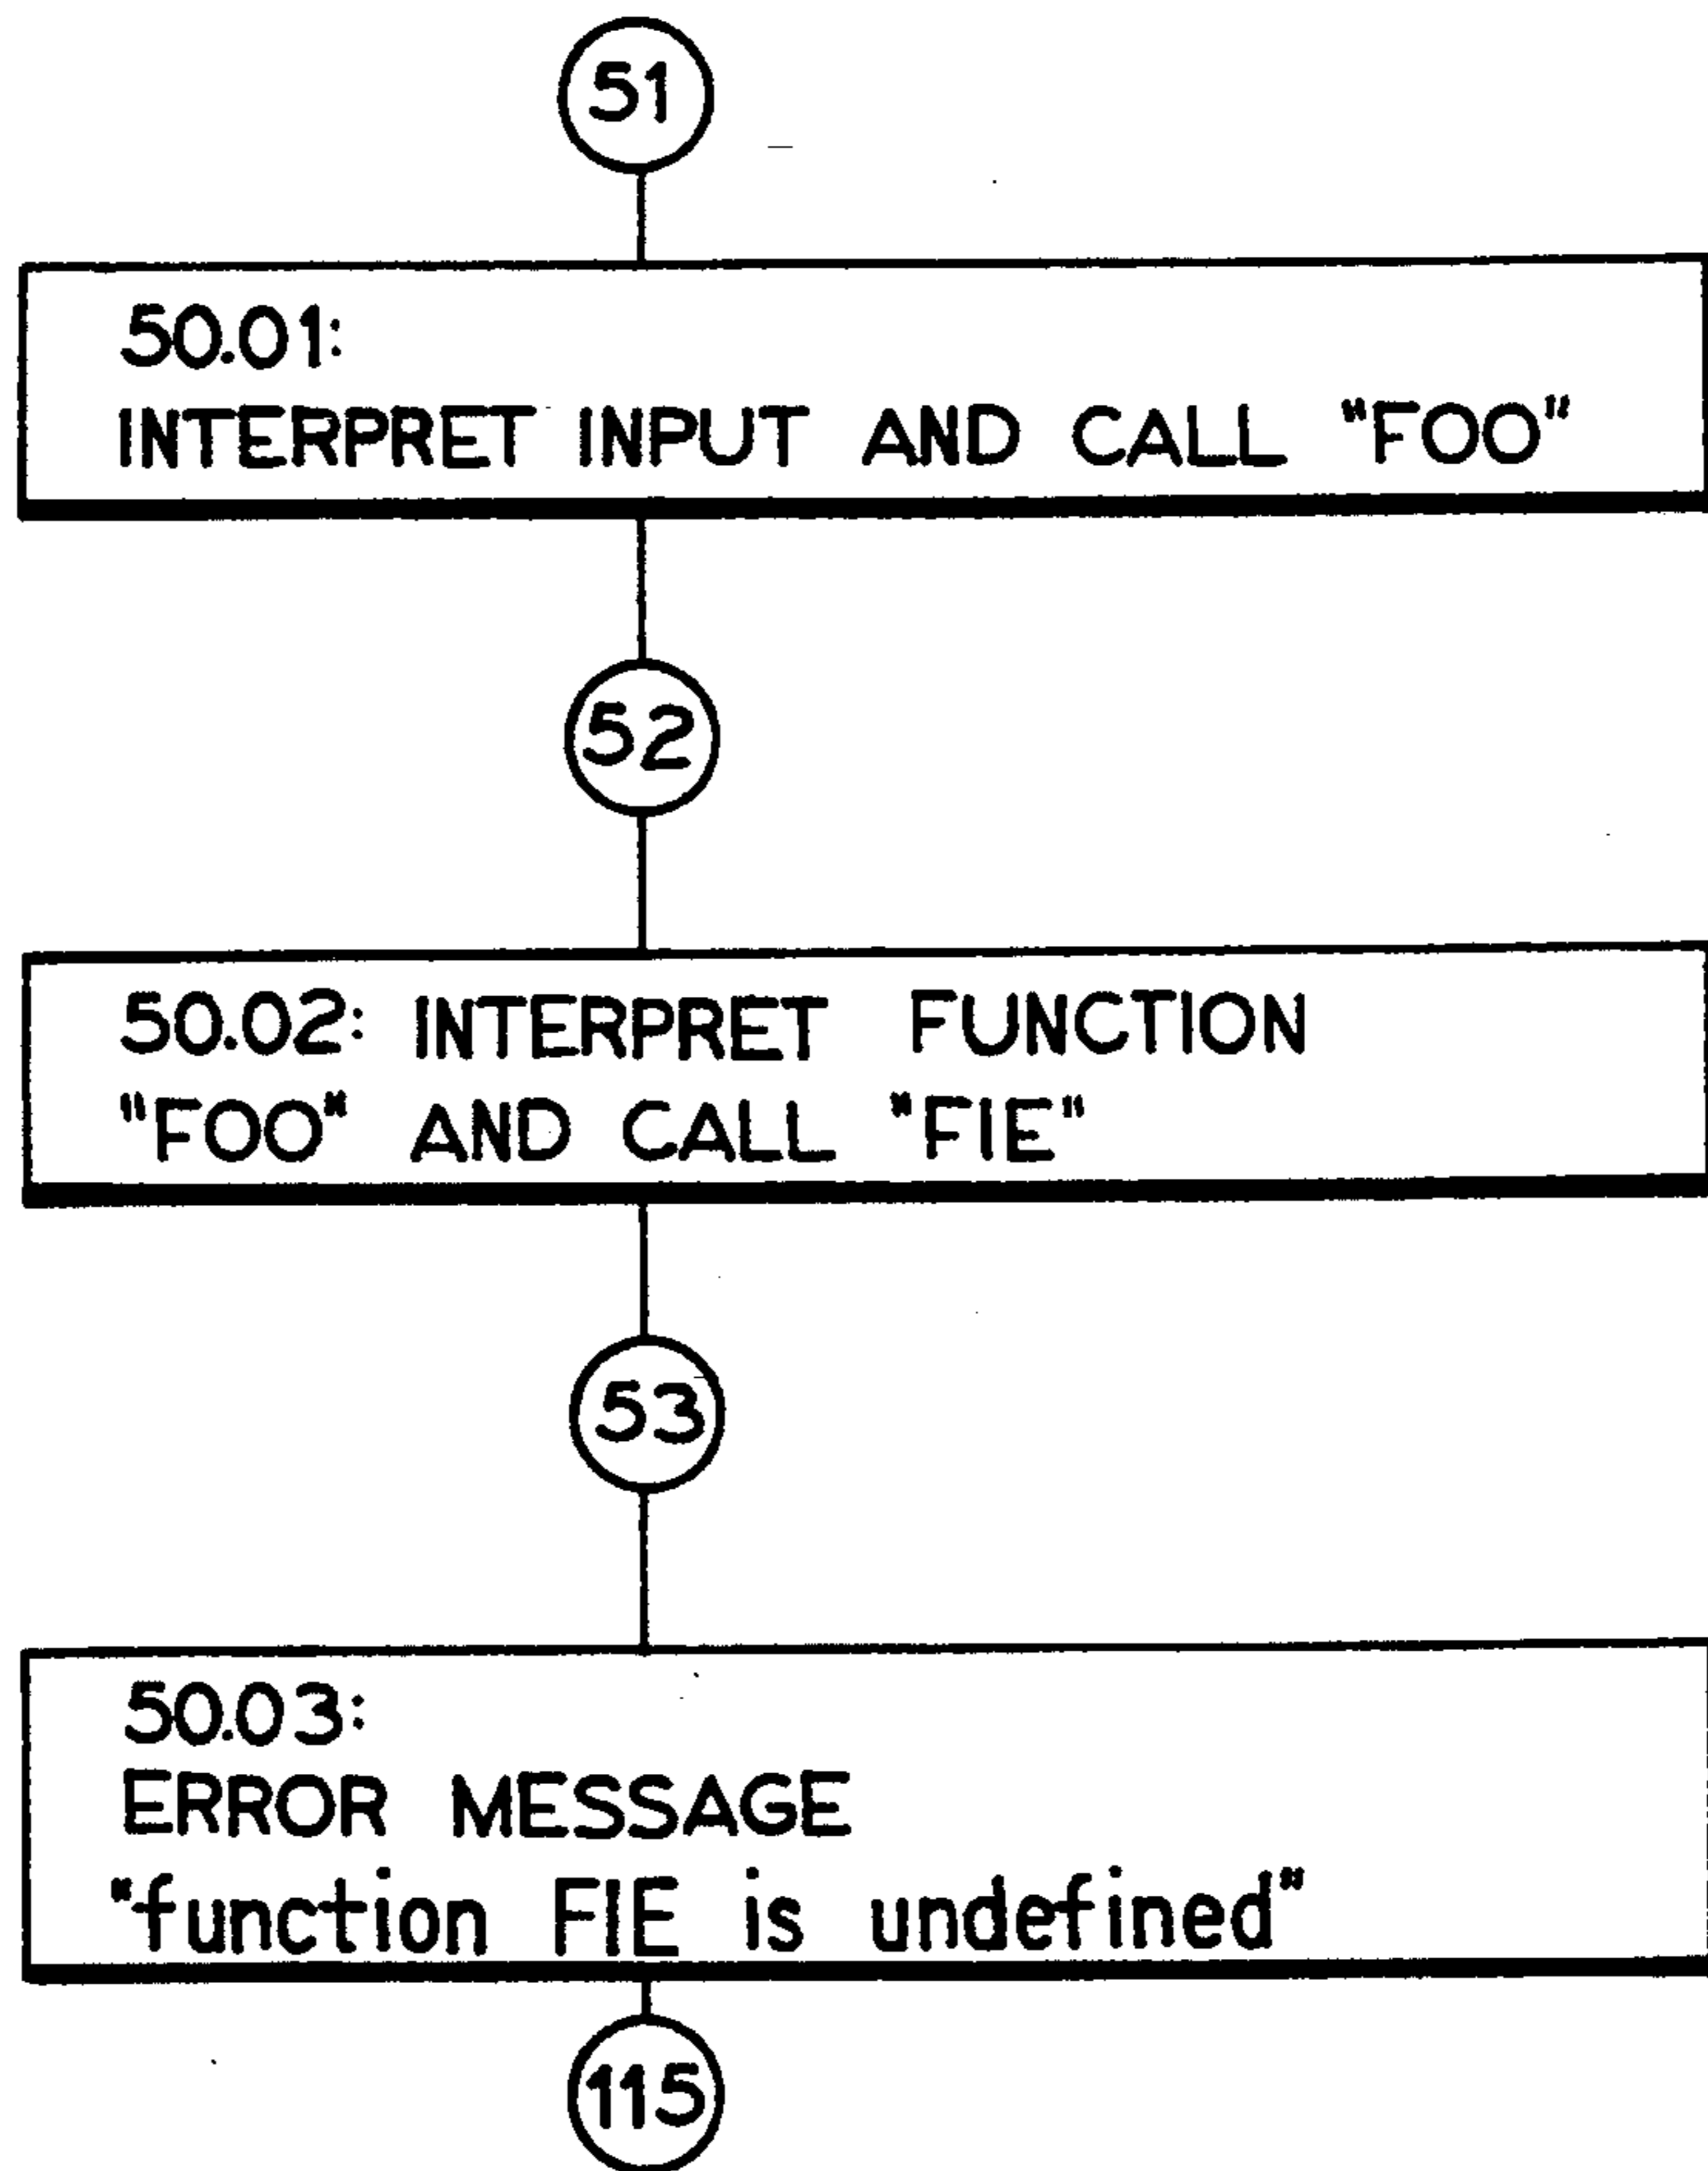 51
50.01:
INTERPRET INPUT AND CALL "FOO"
52
50.02: INTERPRET FUNCTION
"FOO" AND CALL "FIE"
53
50.03:
ERROR MESSAGE
"function FIE is undefined"
115